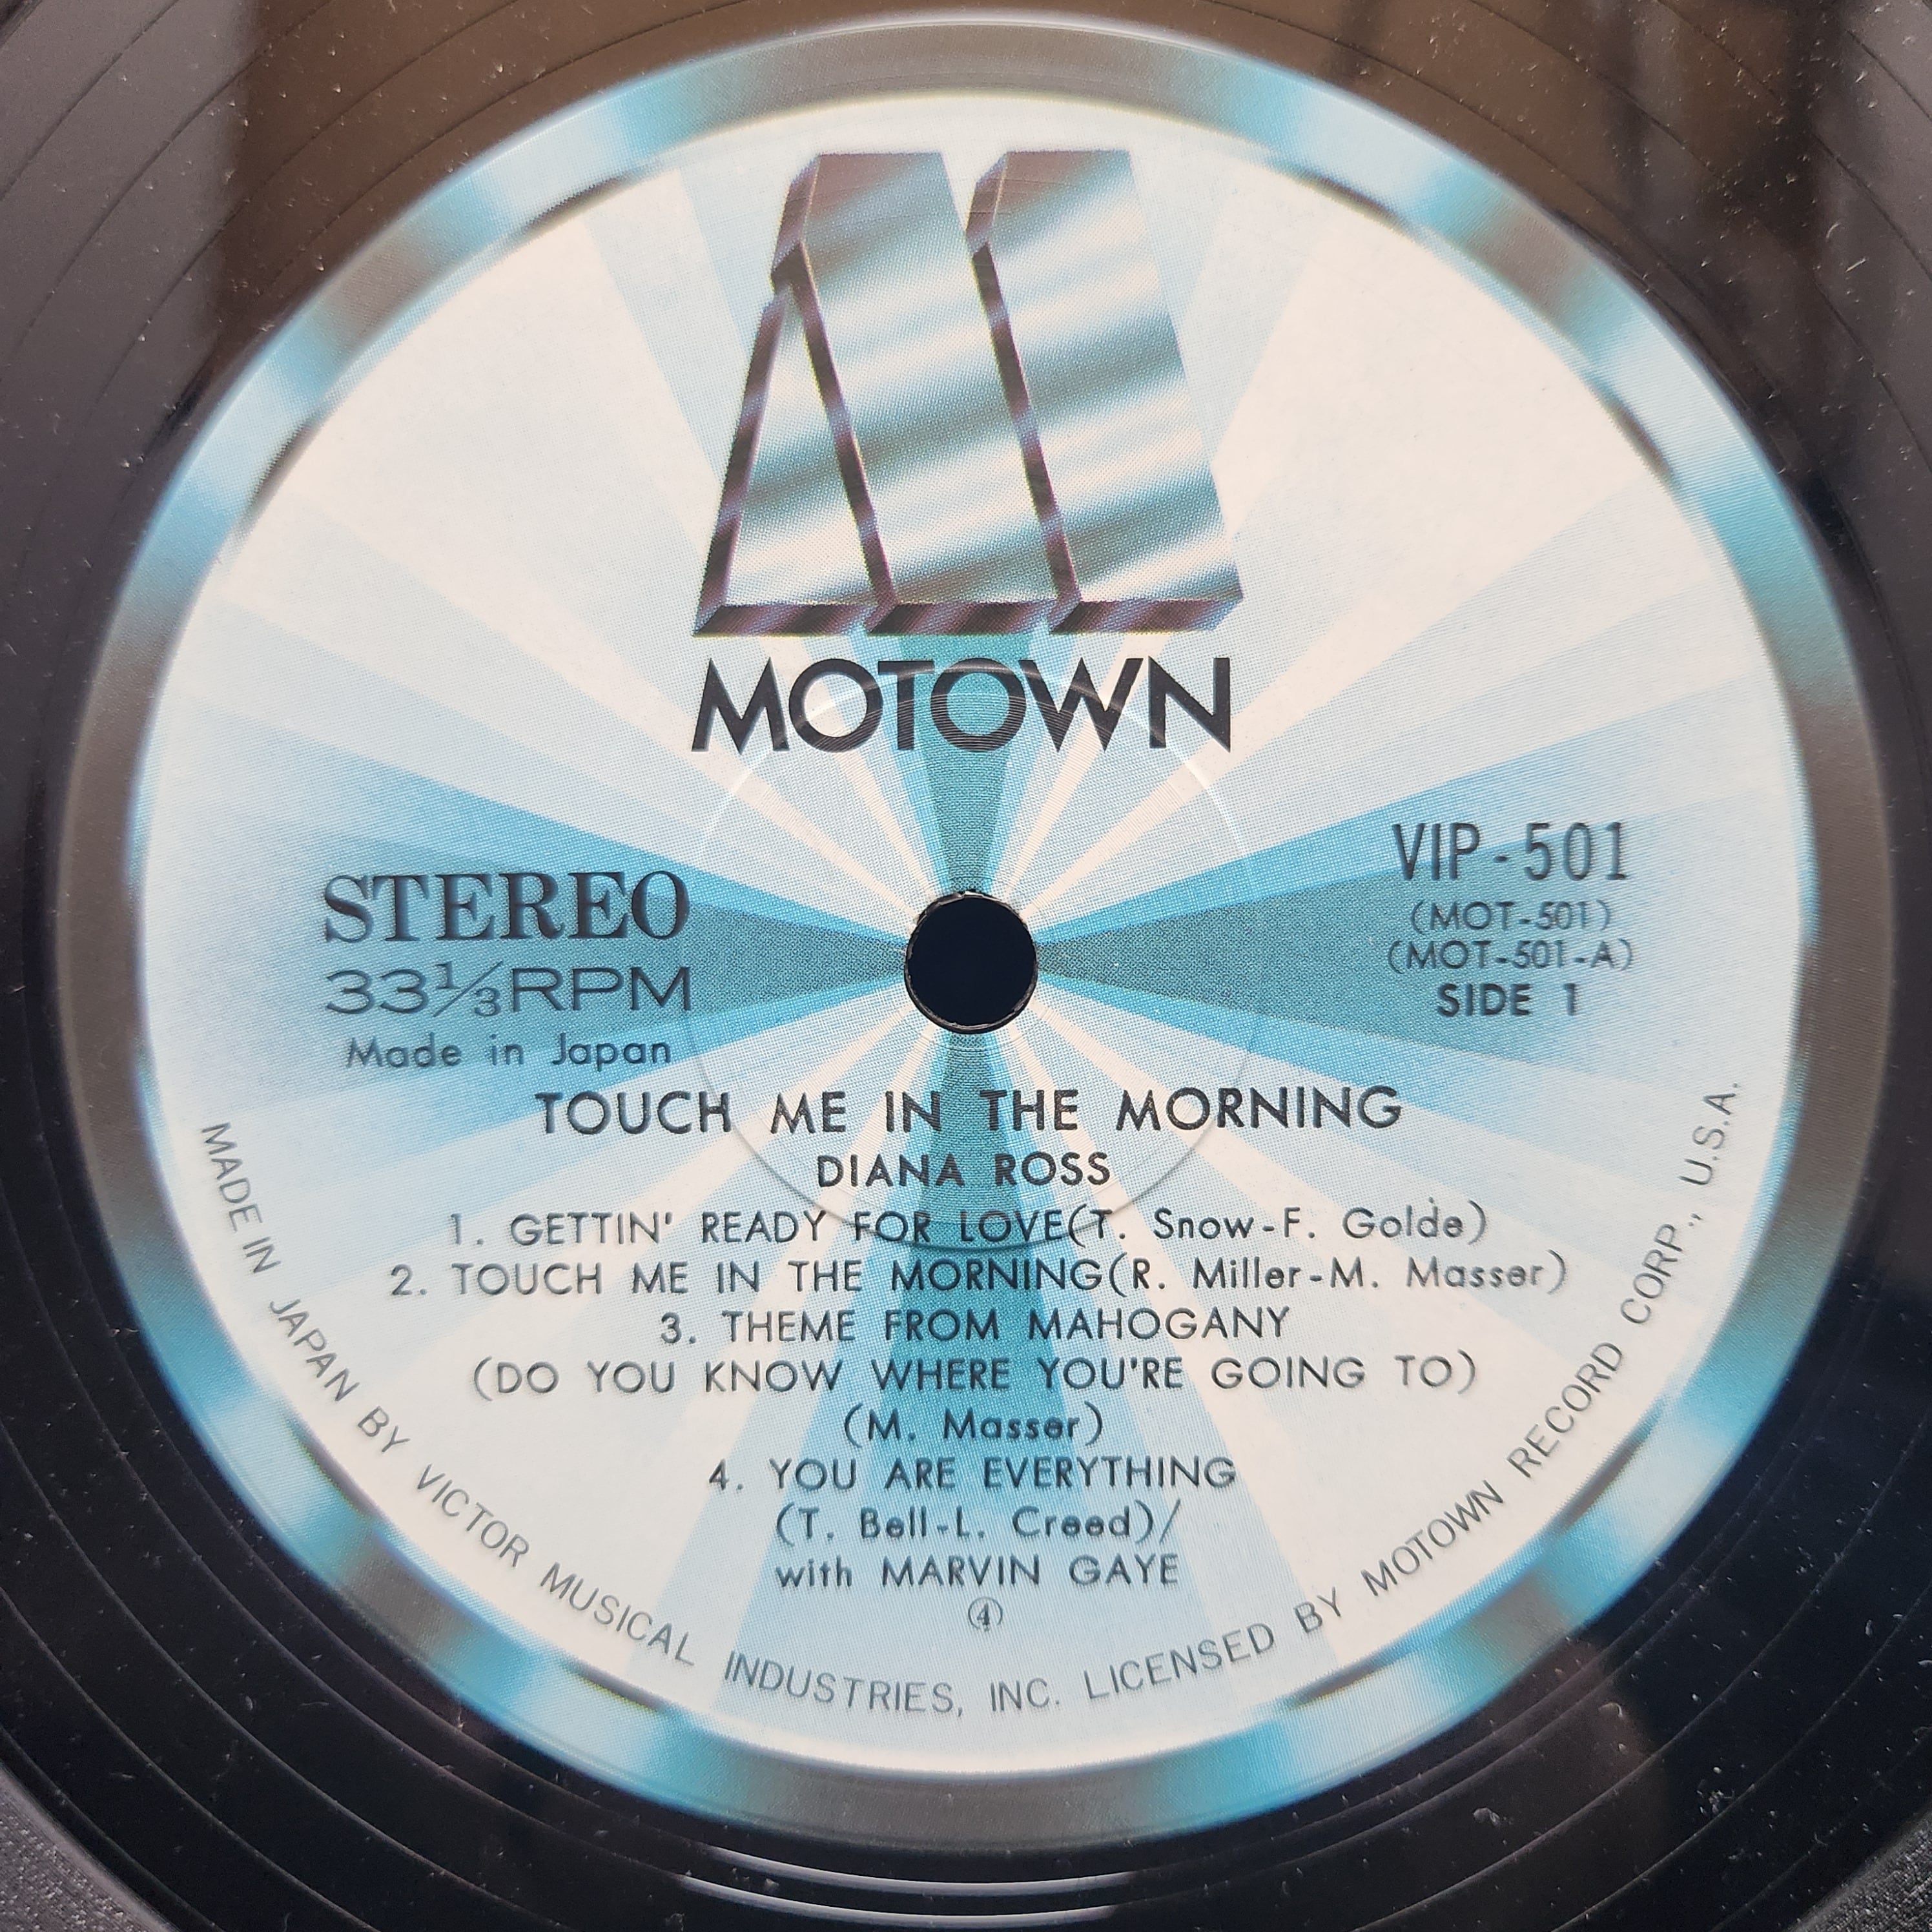 MOTOWN
STEREO
33⅓RPM
Made in Japan
VIP-501
(MOT-501)
(MOT-501-A)
SIDE 1
TOUCH ME IN THE MORNING
DIANA ROSS
1. GETTIN' READY FOR LOVE(T. Snow-F. Golde)
2. TOUCH ME IN THE MORNING(R. Miller-M. Masser)
3. THEME FROM MAHOGANY
(DO YOU KNOW WHERE YOU'RE GOING TO)
(M. Masser)
4. YOU ARE EVERYTHING
(T. Bell-L. Creed)/
with MARVIN GAYE
④
MADE IN JAPAN BY VICTOR MUSICAL INDUSTRIES, INC. LICENSED BY MOTOWN RECORD CORP., U.S.A.